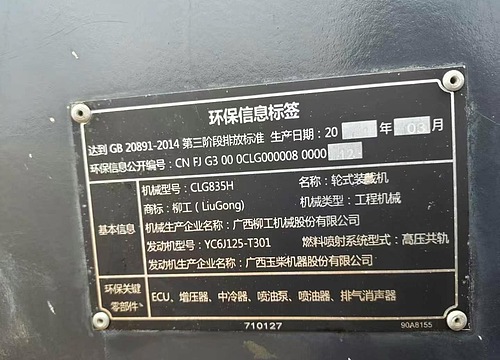 环保信息标签
达到 GB 20891-2014 第三阶段排放标准 生产日期: 20 年 03 月
环保信息公开编号: CN FJ G3 00 0CLG000008 0000 12
基本信息
机械型号: CLG835H 名称: 轮式装载机
商标: 柳工 ( LiuGong) 机械类型: 工程机械
机械生产企业名称: 广西柳工机械股份有限公司
发动机型号: YC6J125-T301 燃料喷射系统型式: 高压共轨
发动机生产企业名称: 广西玉柴机器股份有限公司
环保关键
零部件
ECU、增压器、中冷器、喷油泵、喷油器、排气消声器
710127 90A8155